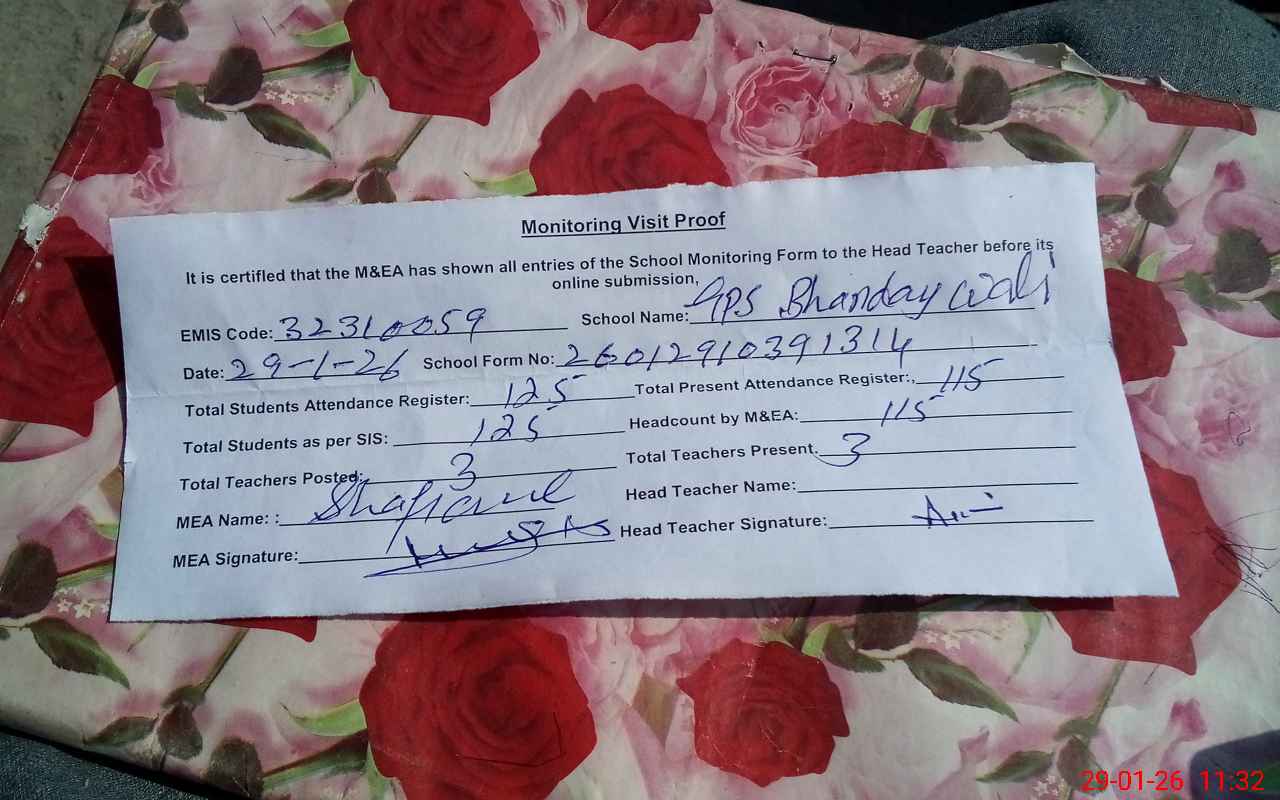 Monitoring Visit Proof
It is certified that the M&EA has shown all entries of the School Monitoring Form to the Head Teacher before its
online submission,
EMIS Code: 32310059 School Name: GPS Bhanday Wali
Date: 29-1-26 School Form No: 26012910391314
Total Students Attendance Register: 125 Total Present Attendance Register:, 115
Total Students as per SIS: 125 Headcount by M&EA: 115
Total Teachers Posted: 3 Total Teachers Present. 3
MEA Name: : Head Teacher Name:
MEA Signature: Head Teacher Signature:
29-01-26 11:32